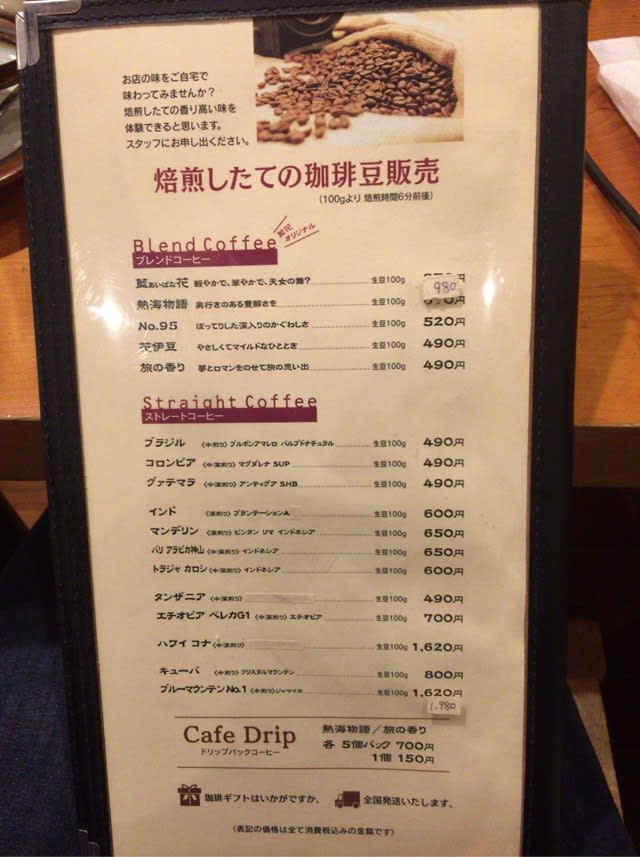 お店の味をご自宅で
味わってみませんか？
焙煎したての香り高い味を
体験できると思います。
スタッフにお申し出ください。
焙煎したての珈琲豆販売
(100gより 焙煎時間6分前後)
Blend Coffee
藍花オリジナル
ブレンドコーヒー
藍あいばな花 軽やかで、華やかで、天女の舞? 生豆100g 980
熱海物語 奥行きのある豊醇さを 生豆100g 円
No.95 ぽってりした深入りのかぐわしさ 生豆100g 520円
花伊豆 やさしくてマイルドなひととき 生豆100g 490円
旅の香り 夢とロマンをのせて旅の思い出 生豆100g 490円
Straight Coffee
ストレートコーヒー
ブラジル 〈中煎り〉ブルボンアマレロ パルプドナチュラル 生豆100g 490円
コロンビア 〈中深煎り〉マグダレナ SUP 生豆100g 490円
グァテマラ 〈中深煎り〉アンティグア SHB 生豆100g 490円
インド 〈深煎り〉プランテーションA 生豆100g 600円
マンデリン 〈深煎り〉ビンタン リマ インドネシア 生豆100g 650円
バリ アラビカ神山〈中深煎り〉インドネシア 生豆100g 650円
トラジャ カロシ〈中深煎り〉インドネシア 生豆100g 600円
タンザニア 〈中深煎り〉 生豆100g 490円
エチオピア ベレカG1〈中深煎り〉エチオピア 生豆100g 700円
ハワイ コナ〈中深煎り〉 生豆100g 1,620円
キューバ 〈中煎り〉クリスタルマウンテン 生豆100g 800円
ブルーマウンテンNo.1〈中煎り〉ジャマイカ 生豆100g 1,620円
1,980
Cafe Drip
ドリップバックコーヒー
熱海物語／旅の香り
各 5個パック 700円
1個 150円
珈琲ギフトはいかがですか。
全国発送いたします。
〈表記の価格は全て消費税込みの金額です〉